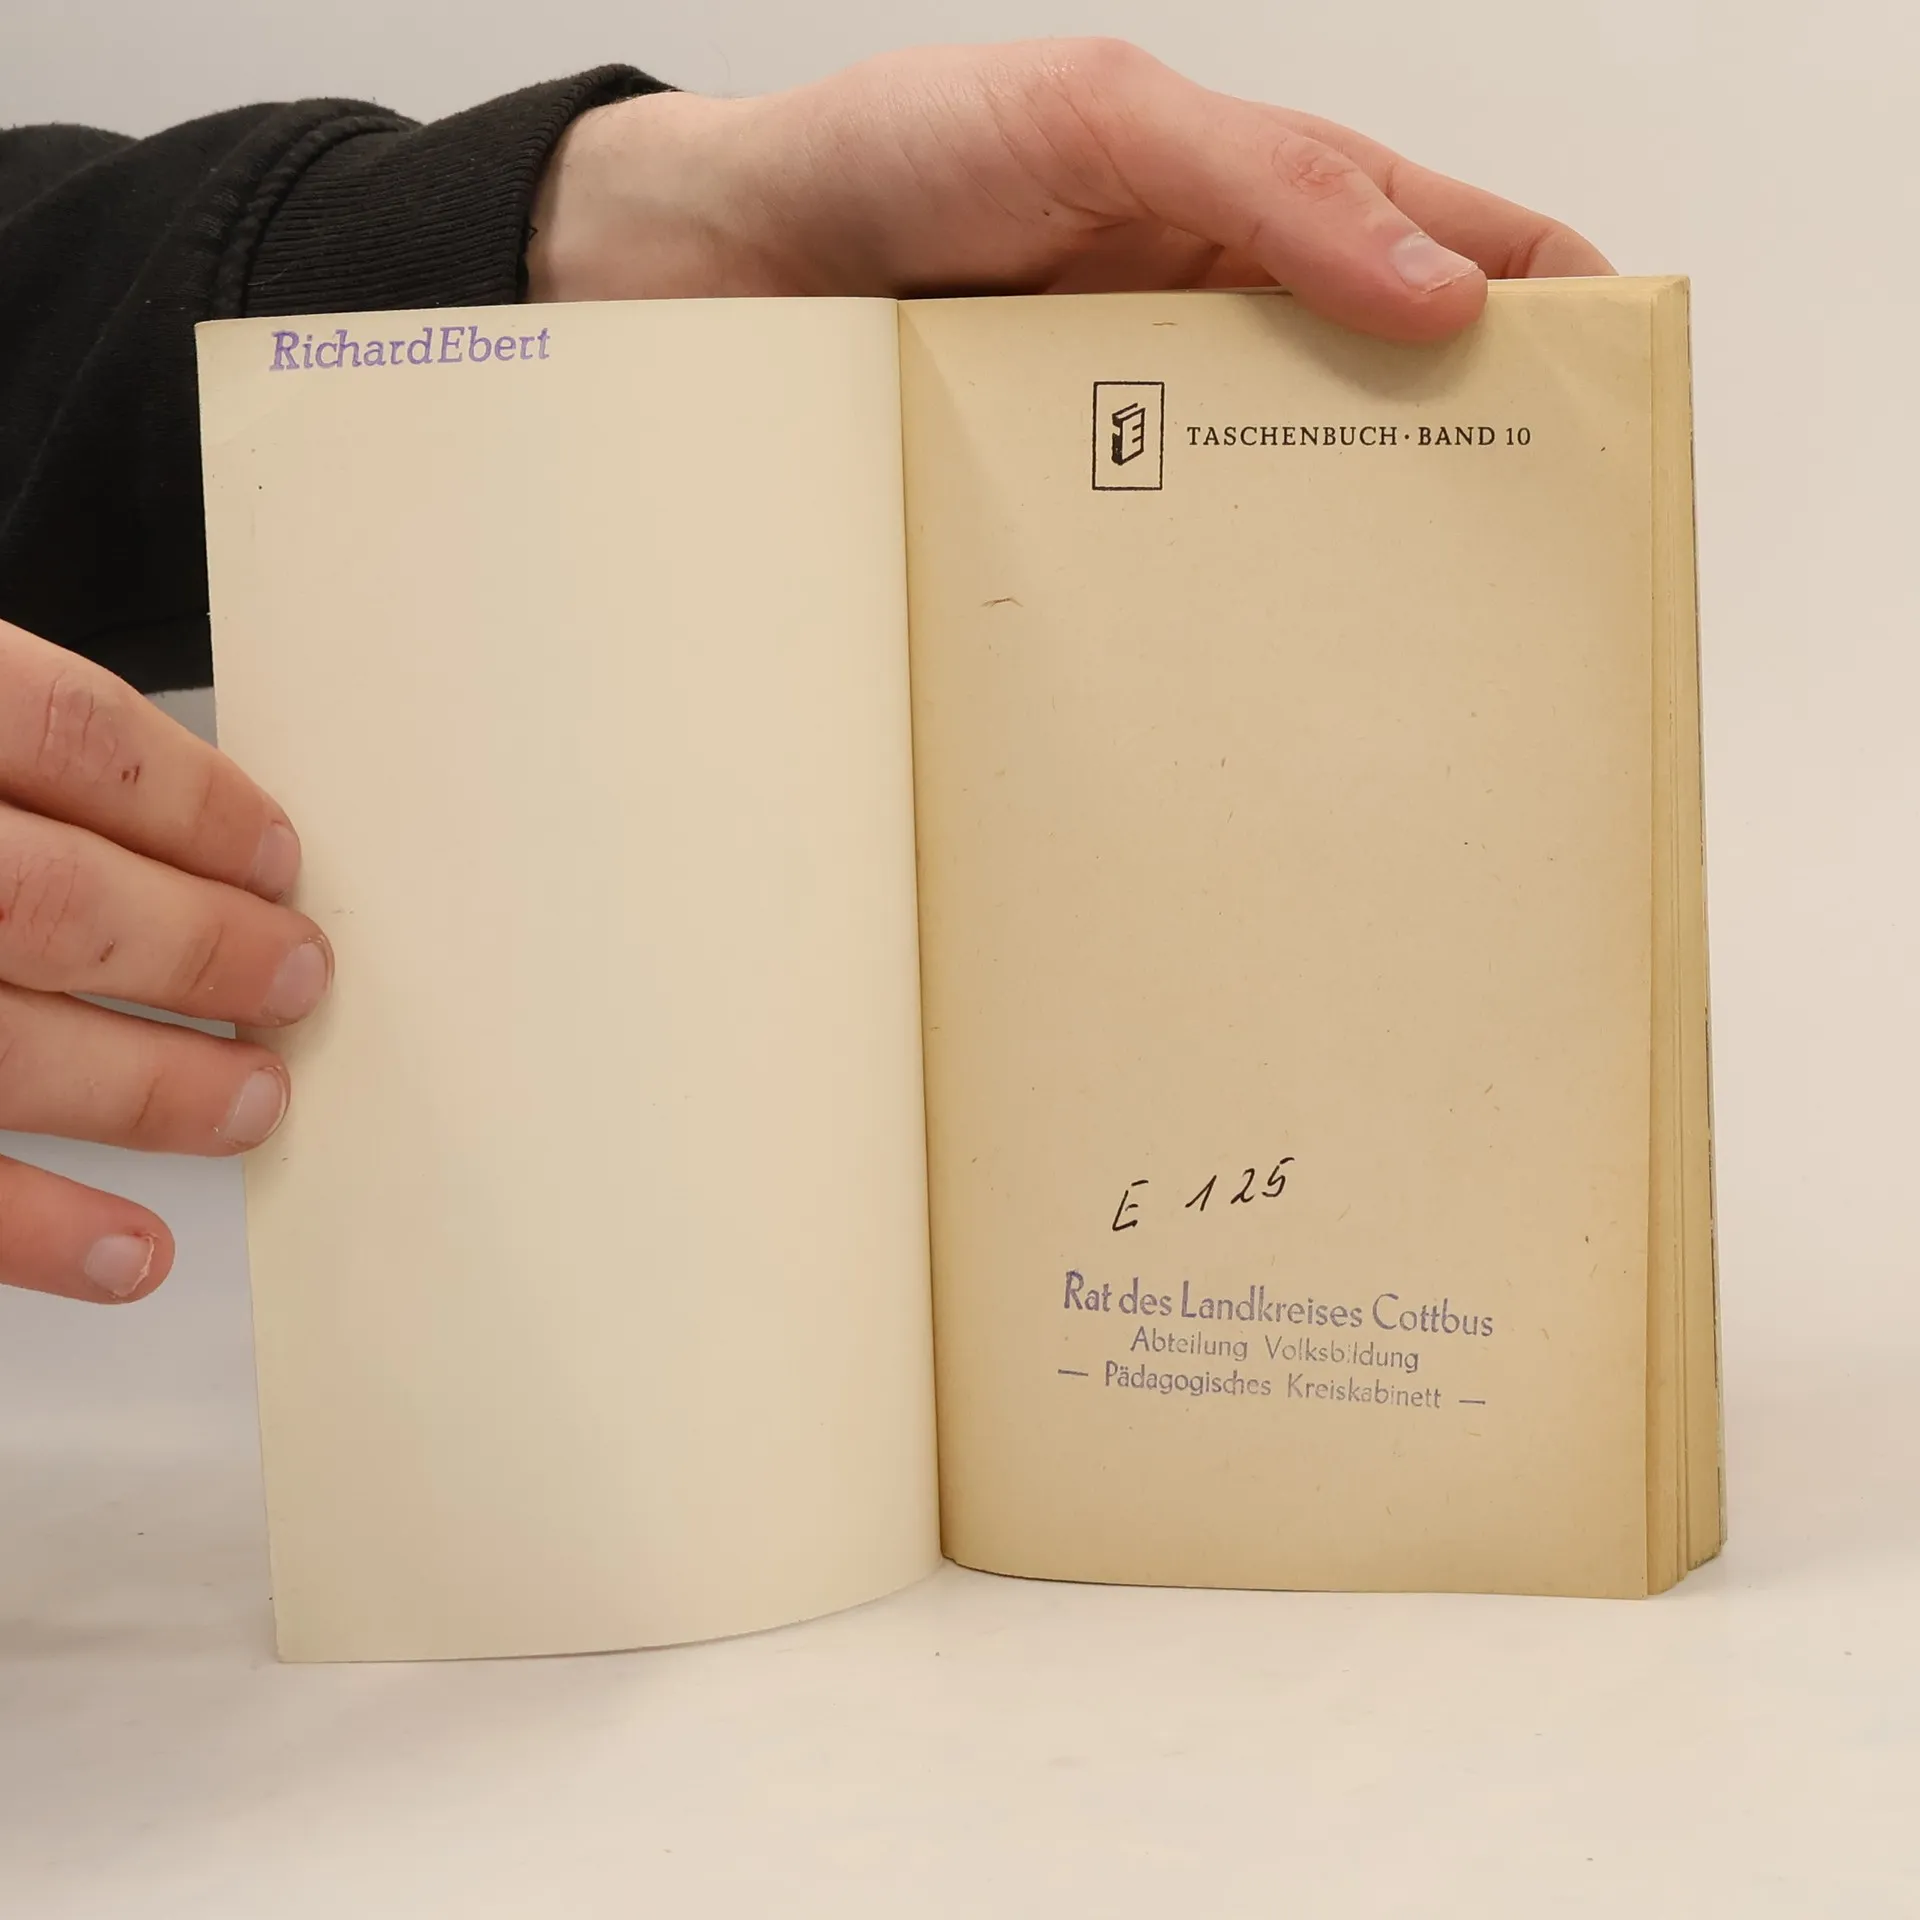 RichardEbert
E
TASCHENBUCH · BAND 10
E 125
Rat des Landkreises Cottbus
Abteilung Volksbildung
— Pädagogisches Kreiskabinett —